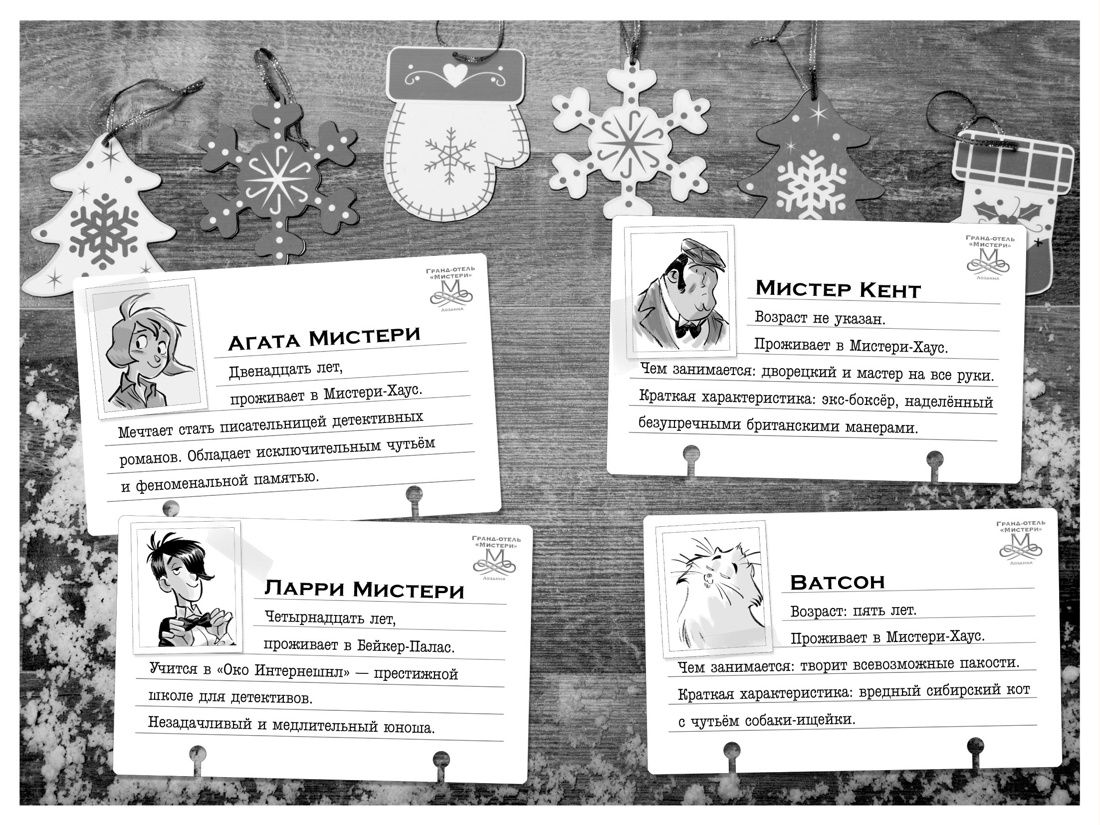 Гранд-отель
«Мистери»
М
Лозанна
Агата Мистери
Двенадцать лет,
проживает в Мистери-Хаус.
Мечтает стать писательницей детективных
романов. Обладает исключительным чутьём
и феноменальной памятью.
Гранд-отель
«Мистери»
М
Лозанна
Мистер Кент
Возраст не указан.
Проживает в Мистери-Хаус.
Чем занимается: дворецкий и мастер на все руки.
Краткая характеристика: экс-боксёр, наделённый
безупречными британскими манерами.
Гранд-отель
«Мистери»
М
Лозанна
Ларри Мистери
Четырнадцать лет,
проживает в Бейкер-Палас.
Учится в «Око Интернешнл» — престижной
школе для детективов.
Незадачливый и медлительный юноша.
Гранд-отель
«Мистери»
М
Лозанна
Ватсон
Возраст: пять лет.
Проживает в Мистери-Хаус.
Чем занимается: творит всевозможные пакости.
Краткая характеристика: вредный сибирский кот
с чутьём собаки-ищейки.